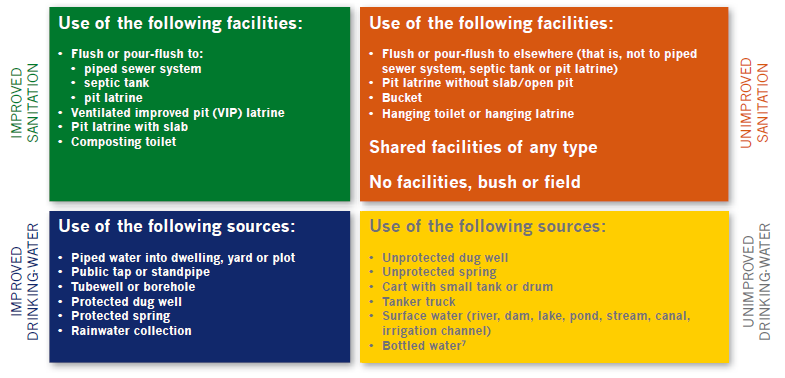 IMPROVED
SANITATION
Use of the following facilities:
• Flush or pour-flush to:
• piped sewer system
• septic tank
• pit latrine
• Ventilated improved pit (VIP) latrine
• Pit latrine with slab
• Composting toilet
Use of the following facilities:
• Flush or pour-flush to elsewhere (that is, not to piped
sewer system, septic tank or pit latrine)
• Pit latrine without slab/open pit
• Bucket
• Hanging toilet or hanging latrine
Shared facilities of any type
No facilities, bush or field
UNIMPROVED
SANITATION
IMPROVED
DRINKING-WATER
Use of the following sources:
• Piped water into dwelling, yard or plot
• Public tap or standpipe
• Tubewell or borehole
• Protected dug well
• Protected spring
• Rainwater collection
Use of the following sources:
• Unprotected dug well
• Unprotected spring
• Cart with small tank or drum
• Tanker truck
• Surface water (river, dam, lake, pond, stream, canal,
irrigation channel)
• Bottled water⁷
UNIMPROVED
DRINKING-WATER